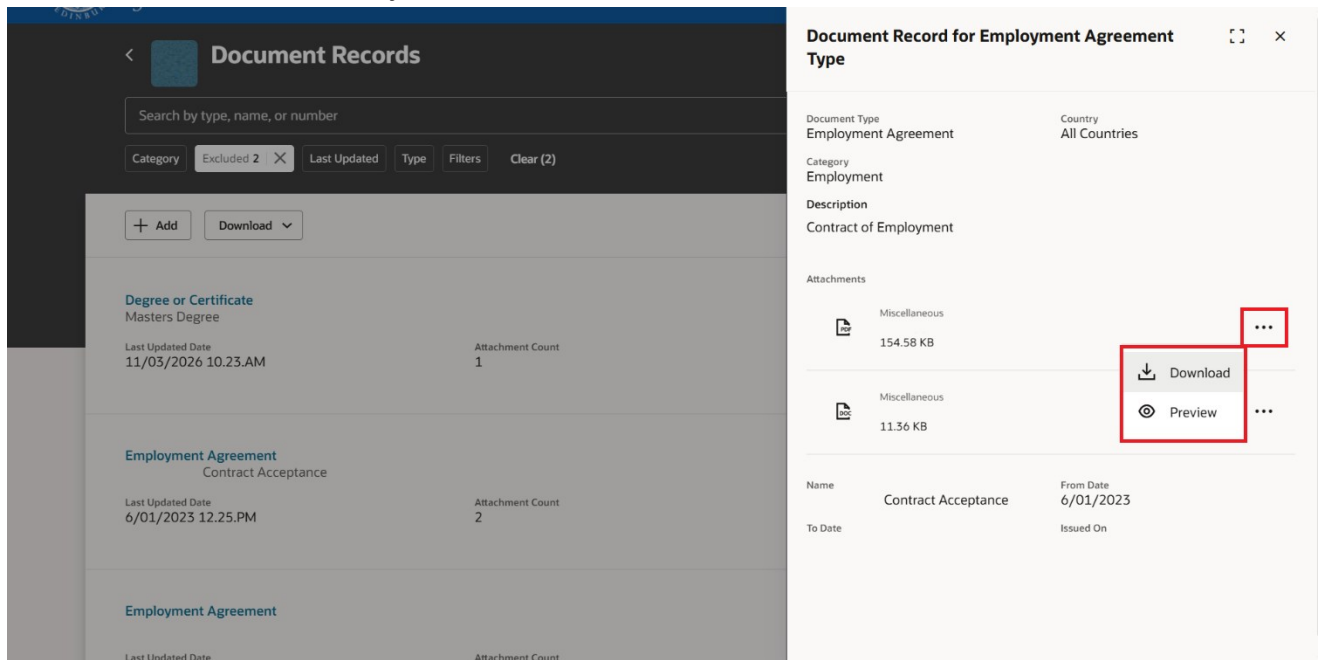 EDINBU
Document Records
Search by type, name, or number
Category Excluded 2 Last Updated Type Filters Clear (2)
Add Download
Degree or Certificate
Masters Degree
Last Updated Date Attachment Count
11/03/2026 10.23.AM 1
Employment Agreement
Contract Acceptance
Last Updated Date Attachment Count
6/01/2023 12.25.PM 2
Employment Agreement
Last Updated Date Attachment Count
Document Record for Employment Agreement
Type
Document Type Country
Employment Agreement All Countries
Category
Employment
Description
Contract of Employment
Attachments
Miscellaneous
PDF
154.58 KB
Download
Miscellaneous
DOC
Preview
11.36 KB
Name From Date
Contract Acceptance 6/01/2023
To Date Issued On